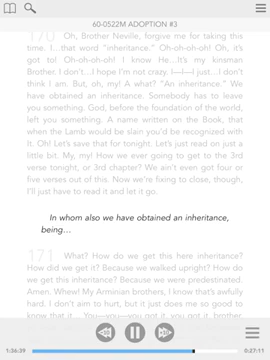 60-0522M ADOPTION #3
170 Oh, Brother Neville, forgive me for taking this
time. I...that word "inheritance." Oh-oh-oh-oh! Oh, it's
got to! Oh-oh-oh-oh! I know He...It's my kinsman
Brother. I don't...I hope I'm not crazy. I—I—I just...I don't
think I am. But, oh, my! A what? "An inheritance." We
have obtained an inheritance. Somebody has to leave
you something. God, before the foundation of the world,
left you something. A name written on the Book, that
when the Lamb would be slain you'd be recognized with
It. Oh! Let's save that for tonight. Let's just read on just a
little bit. My, my! How we ever going to get to the 3rd
verse tonight, or 3rd chapter? We ain't even got four or
five verses out of this. Now we're fixing to close, though,
I'll just have to read it and let it go.
In whom also we have obtained an inheritance,
being...
171 What? How do we get this here inheritance?
How did we get it? Because we walked upright? How do
we get this inheritance? Because we were predestinated.
Amen. Whew! My Arminian brothers, I know that's awfully
hard. I don't aim to hurt, but it just does me so good to
know that it... You—you—you got it, you got it, brother,
1:36:39
0:27:11